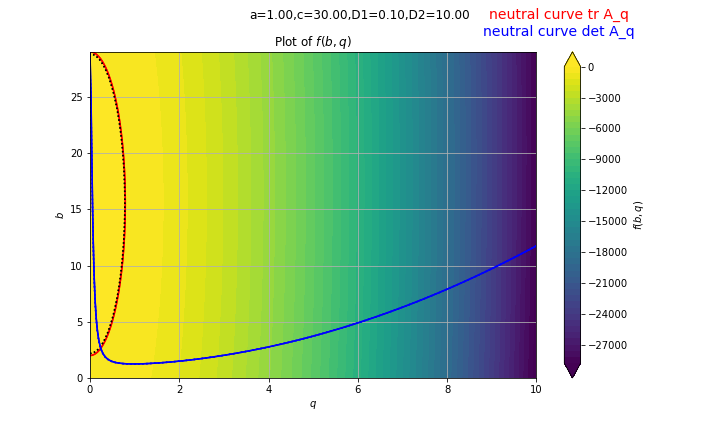 a=1.00,c=30.00,D1=0.10,D2=10.00
neutral curve tr A_q
neutral curve det A_q
Plot of f(b, q)
25
20
15
10
5
0
b
0 2 4 6 8 10
q
0
−3000
−6000
−9000
−12000
−15000
−18000
−21000
−24000
−27000
f(b, q)